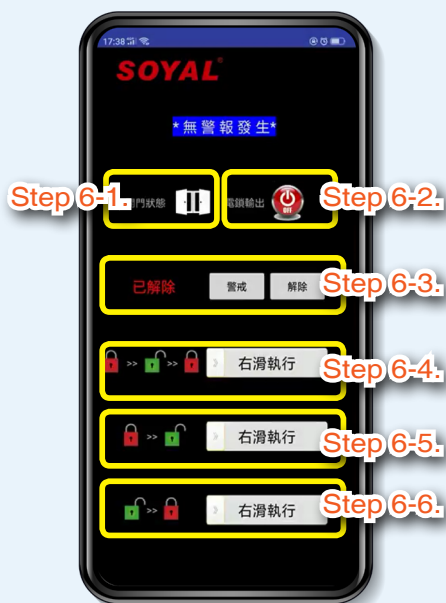 17:38
SOYAL
*無警報發生*
Step 6-1. 門狀態 電鎖輸出 OFF Step 6-2.
已解除 警戒 解除 Step 6-3.
>> >> 右滑執行 Step 6-4.
>> 右滑執行 Step 6-5.
>> 右滑執行 Step 6-6.